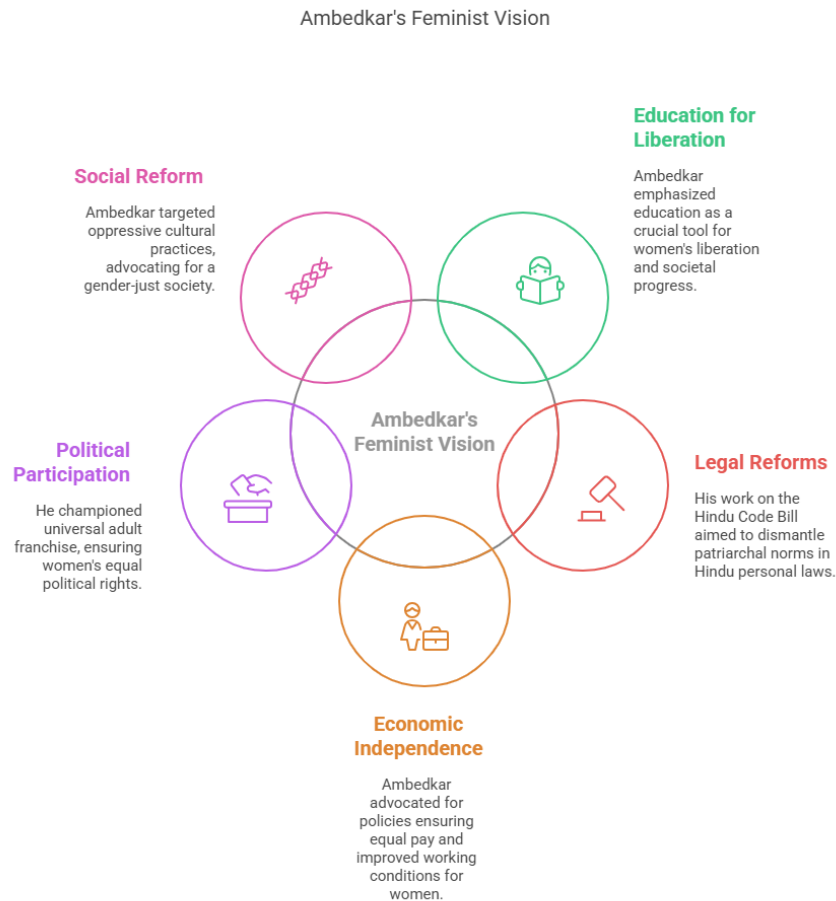 Ambedkar's Feminist Vision
Education for
Liberation
Ambedkar
emphasized
education as a
crucial tool for
women's liberation
and societal
progress.
Social Reform
Ambedkar targeted
oppressive cultural
practices,
advocating for a
gender-just society.
Ambedkar's
Feminist Vision
Political
Participation
He championed
universal adult
franchise, ensuring
women's equal
political rights.
Legal Reforms
His work on the
Hindu Code Bill
aimed to dismantle
patriarchal norms in
Hindu personal laws.
Economic
Independence
Ambedkar
advocated for
policies ensuring
equal pay and
improved working
conditions for
women.